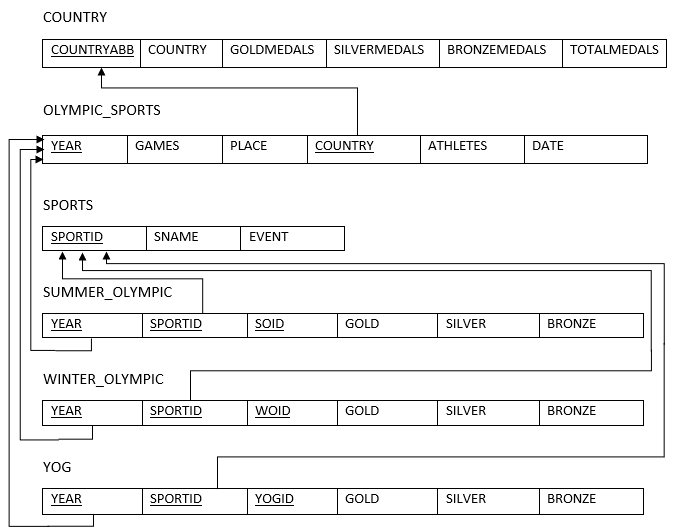 COUNTRY
COUNTRYABB COUNTRY GOLDMEDALS SILVERMEDALS BRONZEMEDALS TOTALMEDALS
OLYMPIC_SPORTS
YEAR GAMES PLACE COUNTRY ATHLETES DATE
SPORTS
SPORTID SNAME EVENT
SUMMER_OLYMPIC
YEAR SPORTID SOID GOLD SILVER BRONZE
WINTER_OLYMPIC
YEAR SPORTID WOID GOLD SILVER BRONZE
YOG
YEAR SPORTID YOGID GOLD SILVER BRONZE